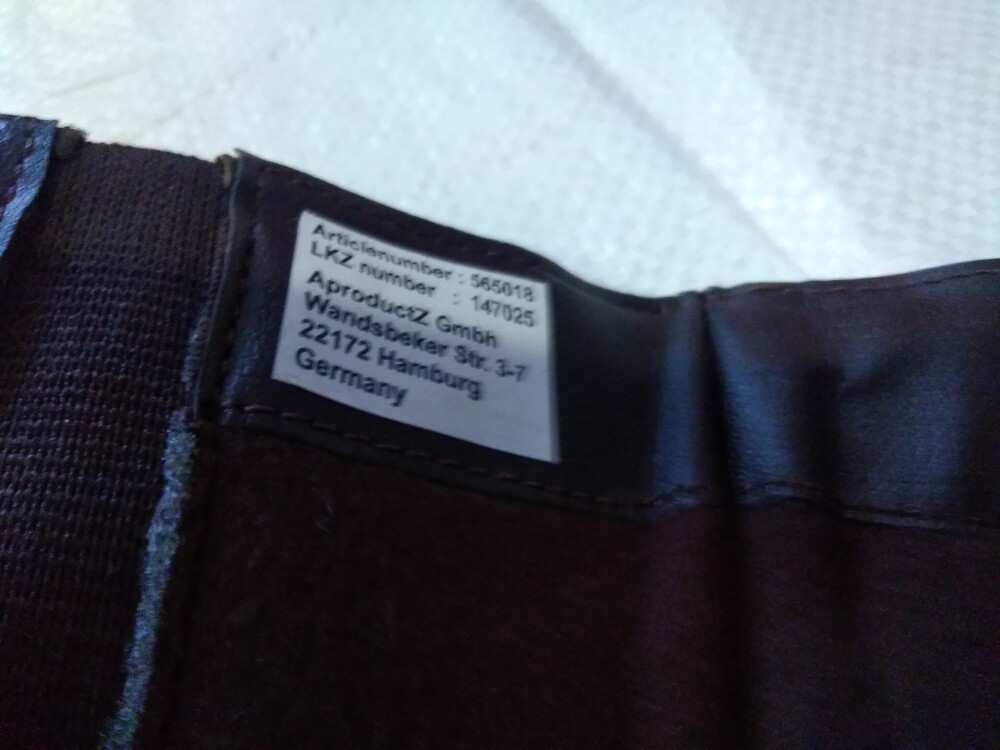 Articlenumber : 565018
LKZ number : 147025
AproductZ Gmbh
Wandsbeker Str. 3-7
22172 Hamburg
Germany